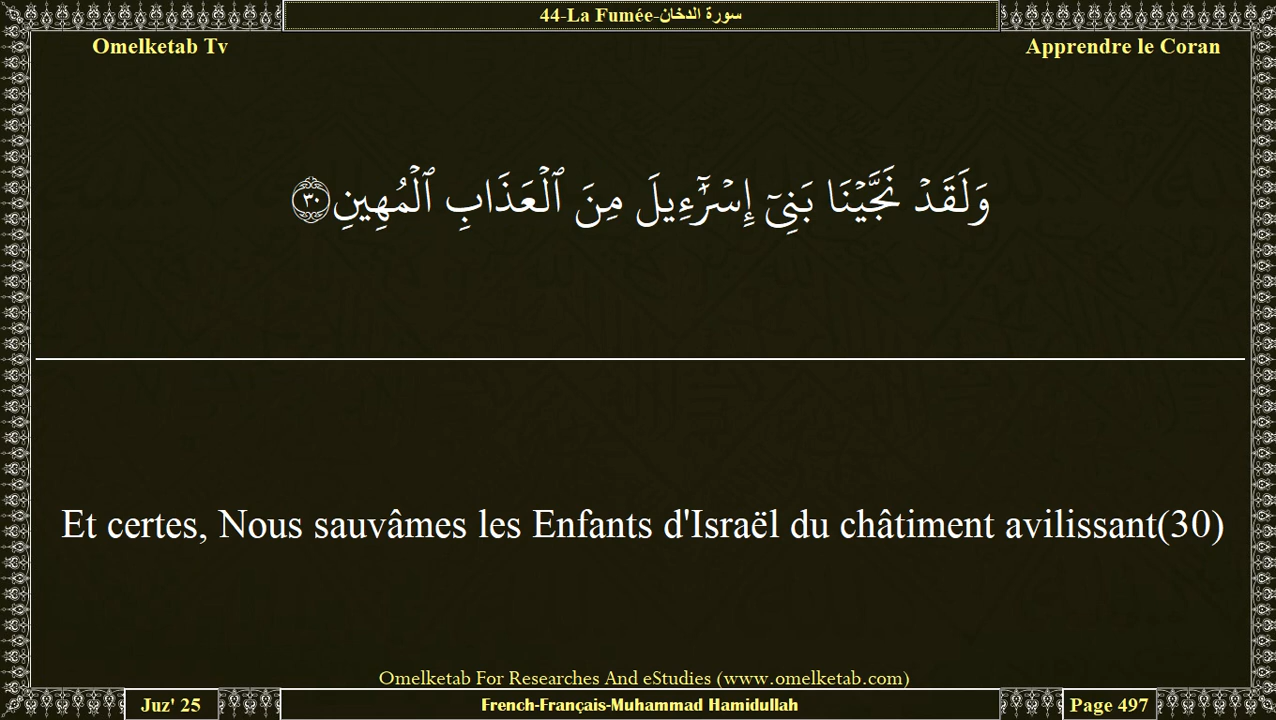 44-La Fumée-سورة الدخان
Omelketab Tv
Apprendre le Coran
وَلَقَدۡ نَجَّيۡنَا بَنِيٓ إِسۡرَٰٓءِيلَ مِنَ ٱلۡعَذَابِ ٱلۡمُهِينِ ٣٠
Et certes, Nous sauvâmes les Enfants d'Israël du châtiment avilissant(30)
Omelketab For Researches And eStudies (www.omelketab.com)
Juz' 25
French-Français-Muhammad Hamidullah
Page 497